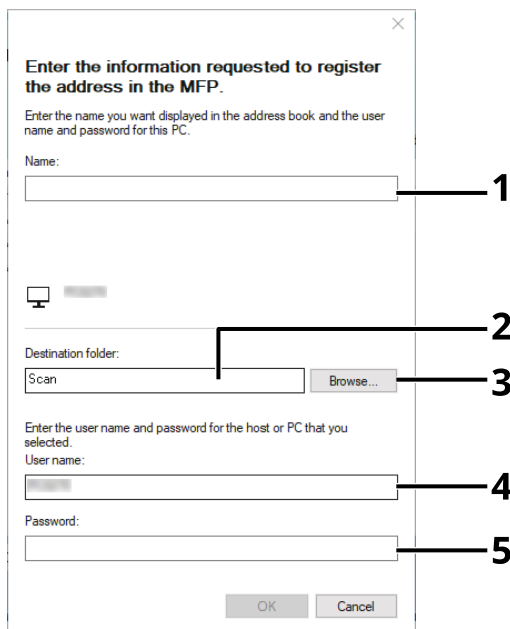 Enter the information requested to register
the address in the MFP.
Enter the name you want displayed in the address book and the user
name and password for this PC.
Name:
1
2
Destination folder:
Scan
Browse...
3
Enter the user name and password for the host or PC that you
selected.
User name:
4
Password:
5
OK
Cancel